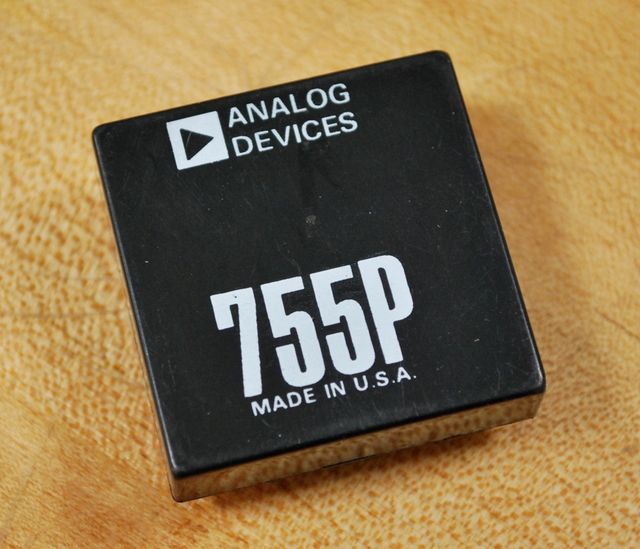 ANALOG
DEVICES
755P
MADE IN U.S.A.